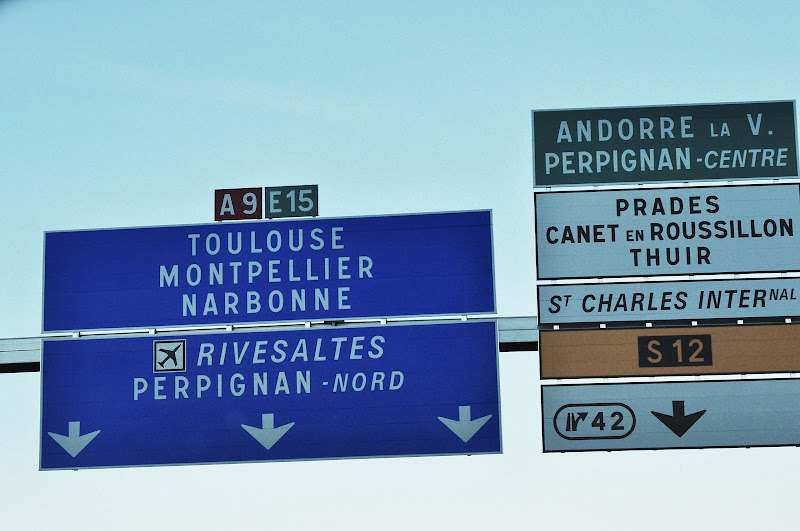 A9 E15
TOULOUSE
MONTPELLIER
NARBONNE
RIVESALTES
PERPIGNAN -NORD
ANDORRE LA V.
PERPIGNAN -CENTRE
PRADES
CANET EN ROUSSILLON
THUIR
ST CHARLES INTERNAL
S 12
42